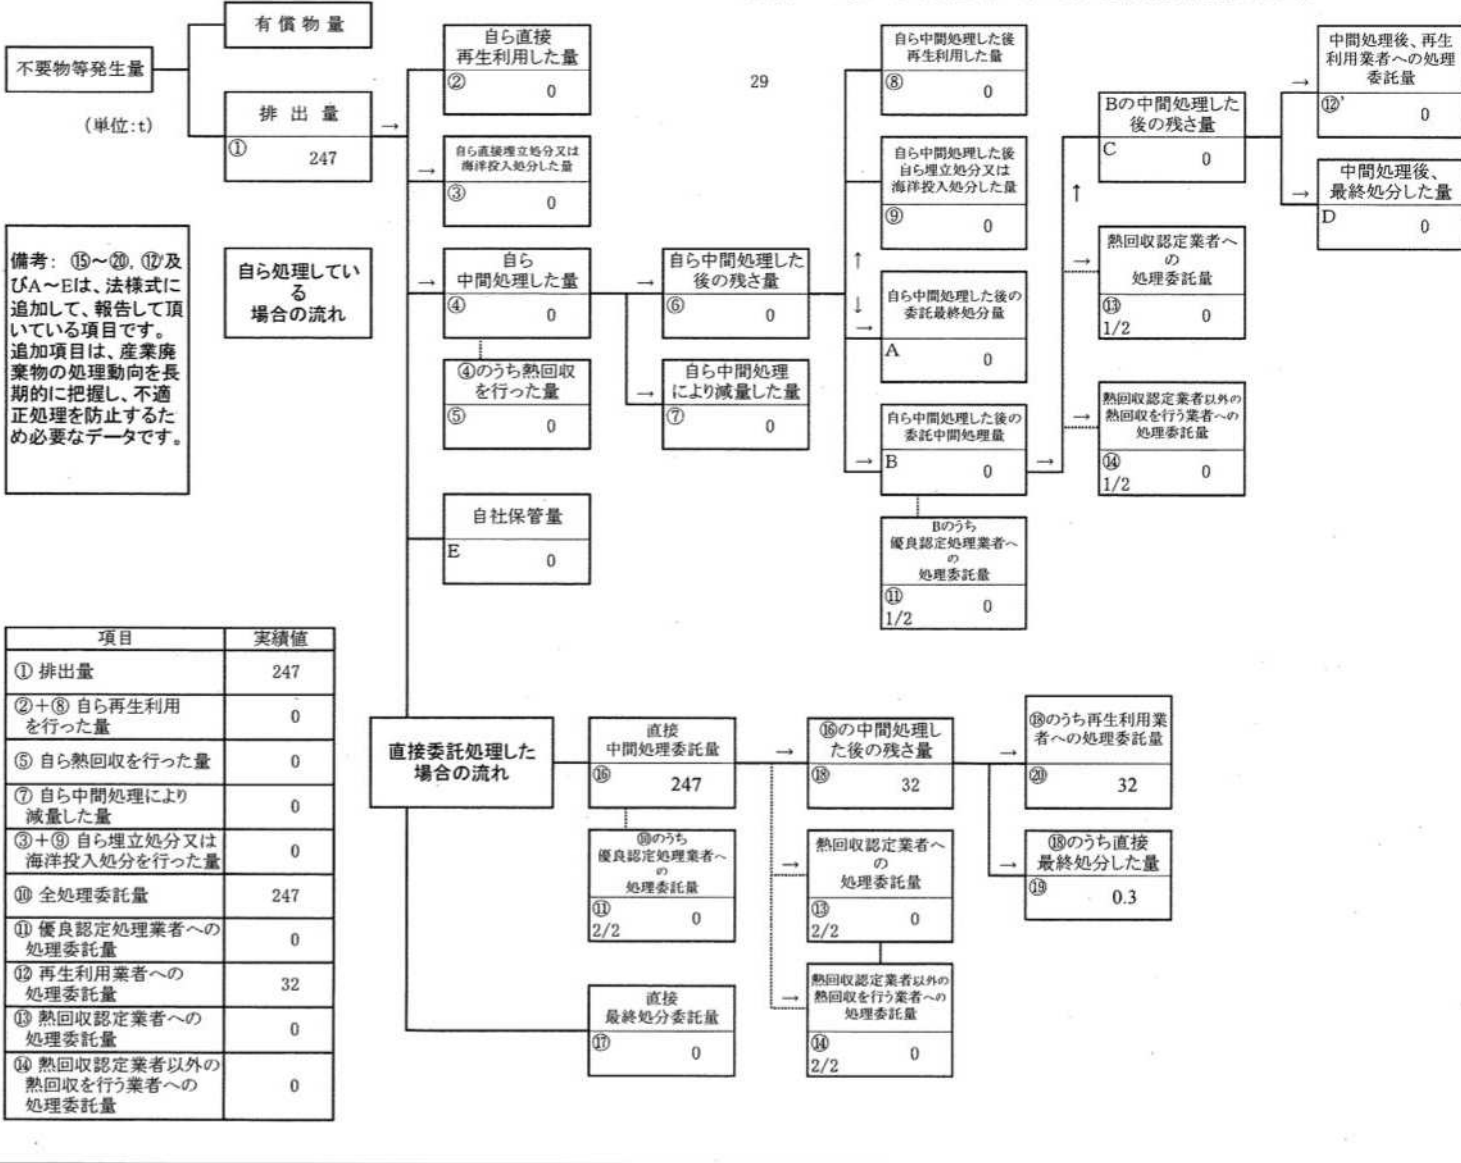 有 償 物 量
不要物等発生量
(単位:t)
排 出 量
①
247
→
自ら直接
再生利用した量
②
0
自ら直接埋立処分又は
海洋投入処分した量
→
③
0
29
自ら中間処理した後
再生利用した量
⑧
0
自ら中間処理した後
自ら埋立処分又は
海洋投入処分した量
⑨
0
Bの中間処理した
後の残さ量
C
0
↑
中間処理後、再生
利用業者への処理
委託量
→
⑫'
0
中間処理後、
最終処分した量
→
D
0
備考: ⑮~⑳, ⑫'及
びA~Eは、法様式に
追加して、報告して頂
いている項目です。
追加項目は、産業廃
棄物の処理動向を長
期的に把握し、不適
正処理を防止するた
め必要なデータです。
自ら処理してい
る
場合の流れ
自ら
中間処理した量
→
④
0
④のうち熱回収
を行った量
⑤
0
自ら中間処理した
後の残さ量
→
⑥
0
自ら中間処理
により減量した量
→
⑦
0
↑
↓
→
自ら中間処理した後の
委託最終処分量
A
0
自ら中間処理した後の
委託中間処理量
→
B
0
→
Bのうち
優良認定処理業者へ
の
処理委託量
⑪
1/2
0
熱回収認定業者へ
の
処理委託量
→
⑬
1/2
0
熱回収認定業者以外の
熱回収を行う業者への
処理委託量
→
⑭
1/2
0
自社保管量
E
0
項目 実績値
① 排出量 247
②+⑧ 自ら再生利用
を行った量
0
⑤ 自ら熱回収を行った量 0
⑦ 自ら中間処理により
減量した量
0
③+⑨ 自ら埋立処分又は
海洋投入処分を行った量
0
⑩ 全処理委託量 247
⑪ 優良認定処理業者への
処理委託量
0
⑫ 再生利用業者への
処理委託量
32
⑬ 熱回収認定業者への
処理委託量
0
⑭ 熱回収認定業者以外の
熱回収を行う業者への
処理委託量
0
直接委託処理した
場合の流れ
直接
中間処理委託量
⑯
247
→
⑯の中間処理し
た後の残さ量
⑱
32
→
⑱のうち再生利用業
者への処理委託量
⑳
32
⑩のうち
優良認定処理業者へ
の
処理委託量
⑪
2/2
0
熱回収認定業者へ
の
処理委託量
→
⑬
2/2
0
⑱のうち直接
最終処分した量
→
⑲
0.3
熱回収認定業者以外の
熱回収を行う業者への
処理委託量
→
⑭
2/2
0
直接
最終処分委託量
⑰
0